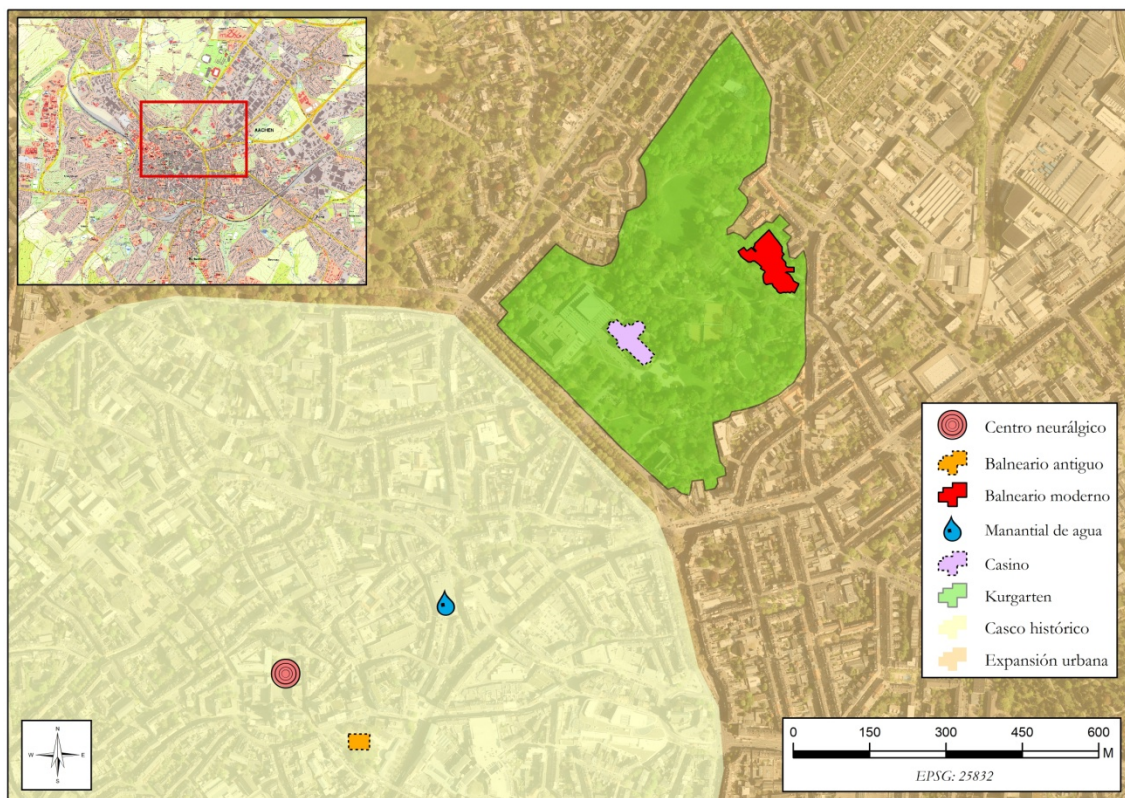 AACHEN
Centro neurálgico
Balneario antiguo
Balneario moderno
Manantial de agua
Casino
Kurgarten
Casco histórico
Expansión urbana
N
W E
S
0 150 300 450 600
M
EPSG: 25832